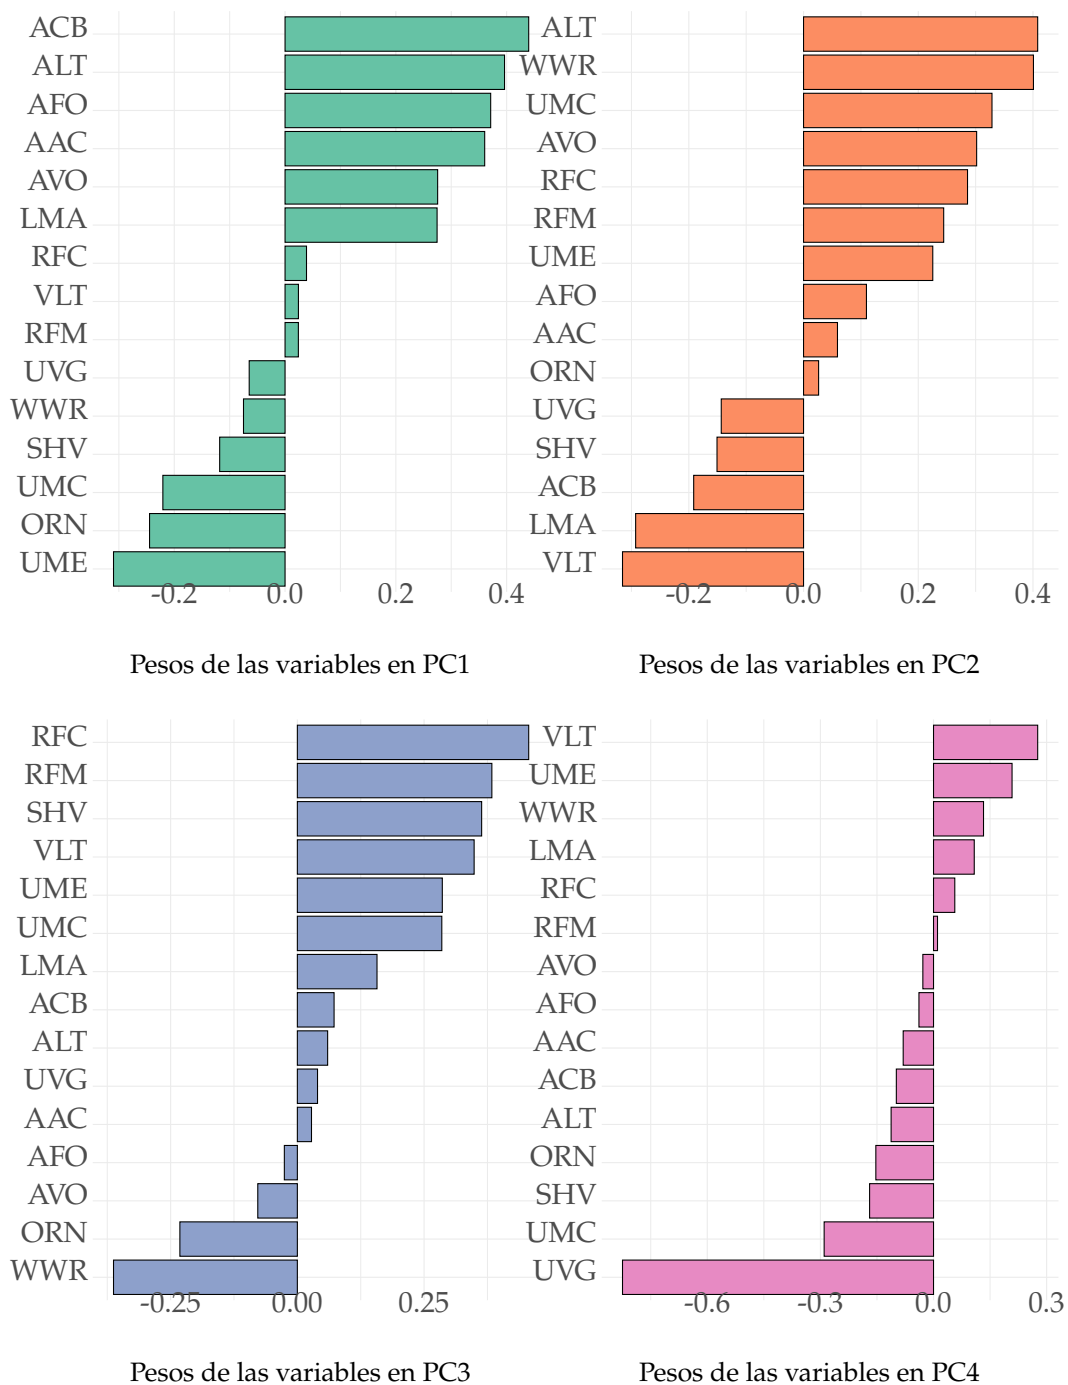 ACB
ALT
AFO
AAC
AVO
LMA
RFC
VLT
RFM
UVG
WWR
SHV
UMC
ORN
UME
-0.2 0.0 0.2 0.4
Pesos de las variables en PC1
ALT
WWR
UMC
AVO
RFC
RFM
UME
AFO
AAC
ORN
UVG
SHV
ACB
LMA
VLT
-0.2 0.0 0.2 0.4
Pesos de las variables en PC2
RFC
RFM
SHV
VLT
UME
UMC
LMA
ACB
ALT
UVG
AAC
AFO
AVO
ORN
WWR
-0.25 0.00 0.25
Pesos de las variables en PC3
VLT
UME
WWR
LMA
RFC
RFM
AVO
AFO
AAC
ACB
ALT
ORN
SHV
UMC
UVG
-0.6 -0.3 0.0 0.3
Pesos de las variables en PC4